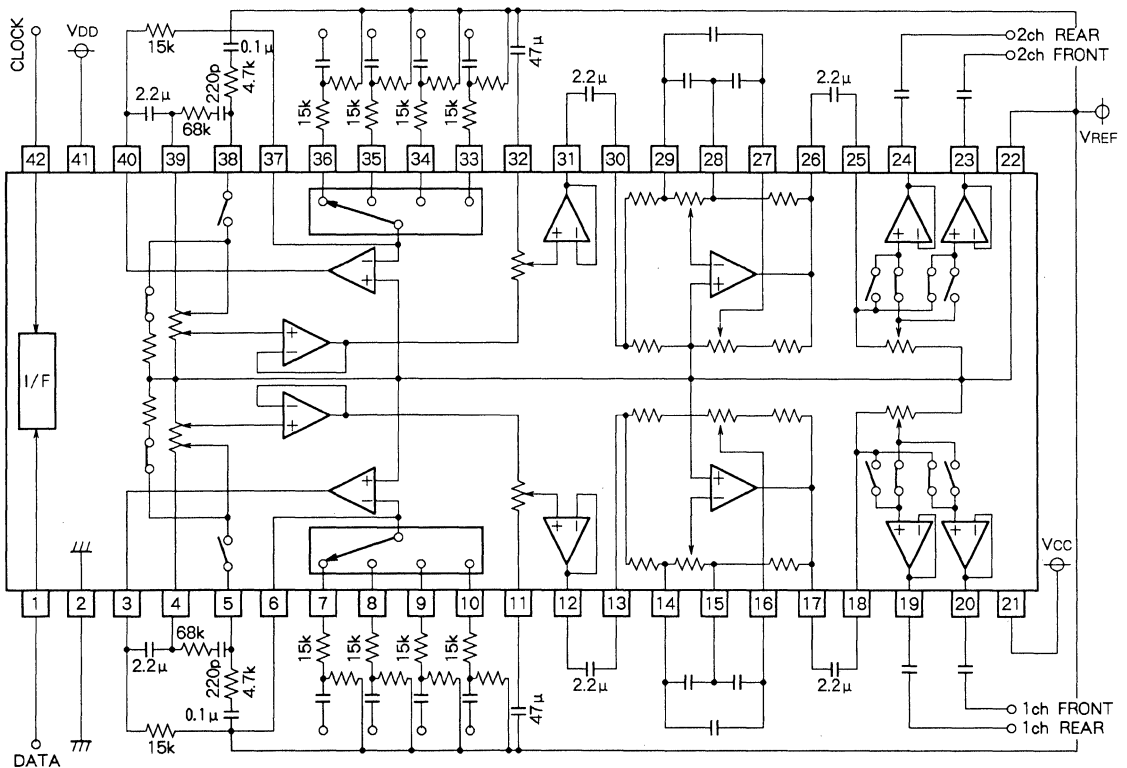 CLOCK
VDD
15k
2.2μ
68k
220p
0.1μ
4.7k
15k
15k
15k
15k
47μ
2.2μ
2.2μ
2ch REAR
2ch FRONT
VREF
42
41
40
39
38
37
36
35
34
33
32
31
30
29
28
27
26
25
24
23
22
I/F
−
+
+
−
+ −
−
+
+ −
+ −
−
+
+
−
+ −
+
−
+ −
+ −
VCC
1
2
3
4
5
6
7
8
9
10
11
12
13
14
15
16
17
18
19
20
21
68k
2.2μ
220p
4.7k
0.1μ
15k
15k
15k
15k
15k
47μ
2.2μ
2.2μ
1ch FRONT
1ch REAR
DATA